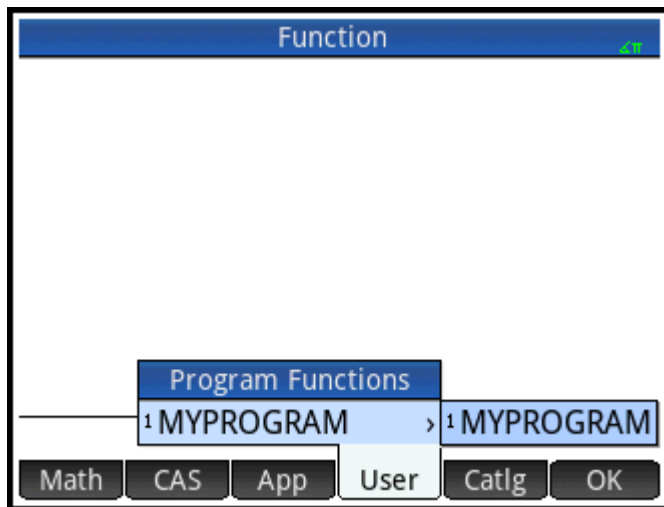 Function
∡π
Program Functions
1 MYPROGRAM › 1 MYPROGRAM
Math CAS App User Catlg OK